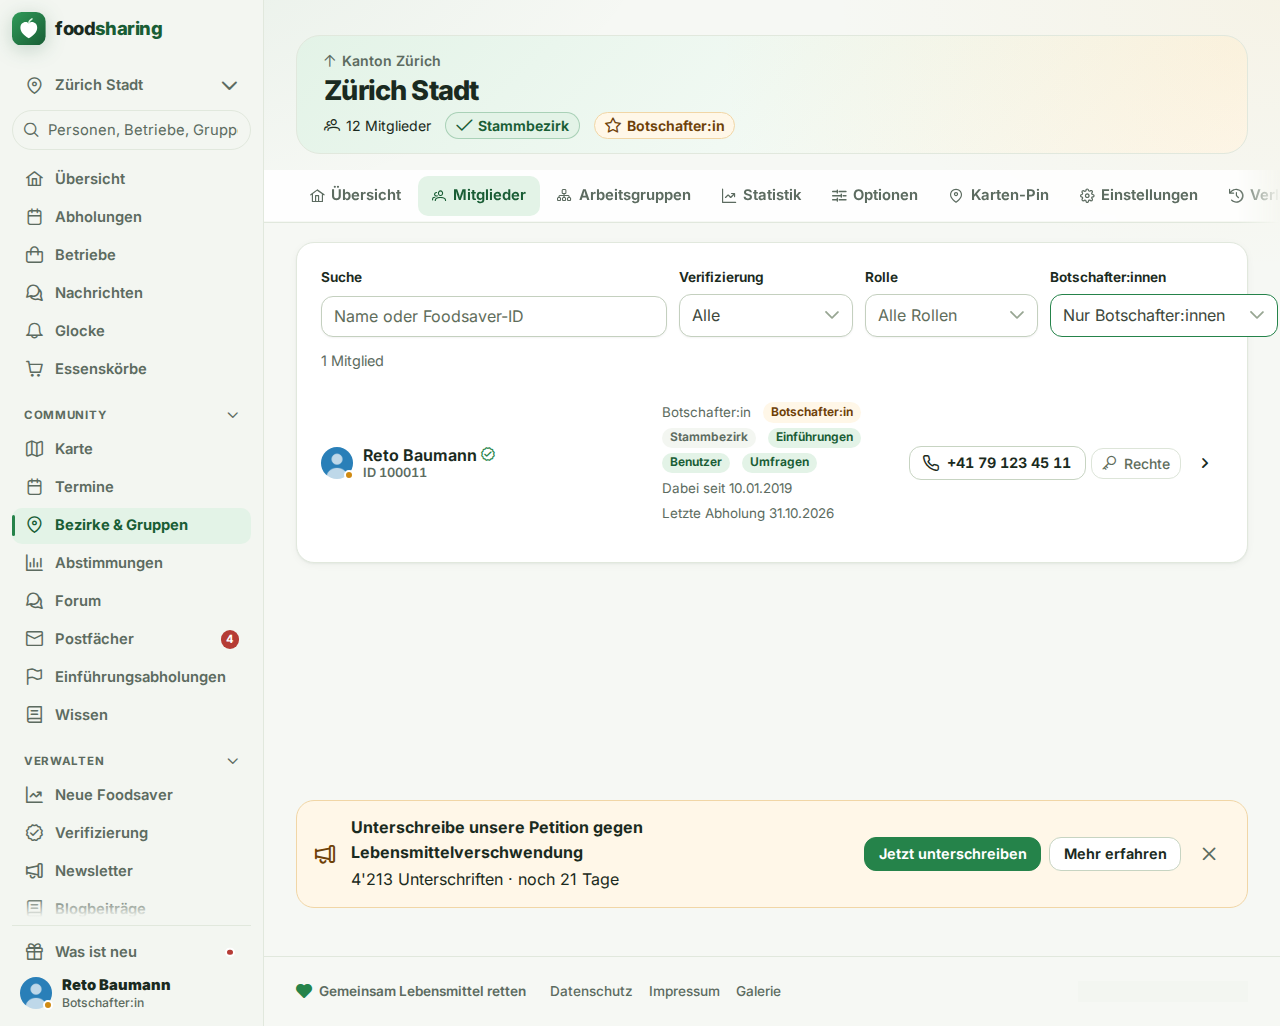 foodsharing
Zürich Stadt
Personen, Betriebe, Grupp
Übersicht
Abholungen
Betriebe
Nachrichten
Glocke
Essenskörbe
COMMUNITY
Karte
Termine
Bezirke & Gruppen
Abstimmungen
Forum
Postfächer 4
Einführungsabholungen
Wissen
VERWALTEN
Neue Foodsaver
Verifizierung
Newsletter
Blogbeiträge
Was ist neu
Reto Baumann
Botschafter:in
Kanton Zürich
Zürich Stadt
12 Mitglieder Stammbezirk Botschafter:in
Übersicht Mitglieder Arbeitsgruppen Statistik Optionen Karten-Pin Einstellungen
Suche Verifizierung Rolle Botschafter:innen
Name oder Foodsaver-ID Alle Alle Rollen Nur Botschafter:innen
1 Mitglied
Reto Baumann
ID 100011
Botschafter:in Botschafter:in
Stammbezirk Einführungen
Benutzer Umfragen
Dabei seit 10.01.2019
Letzte Abholung 31.10.2026
+41 79 123 45 11 Rechte
Unterschreibe unsere Petition gegen
Lebensmittelverschwendung
4'213 Unterschriften · noch 21 Tage
Jetzt unterschreiben Mehr erfahren
Gemeinsam Lebensmittel retten Datenschutz Impressum Galerie